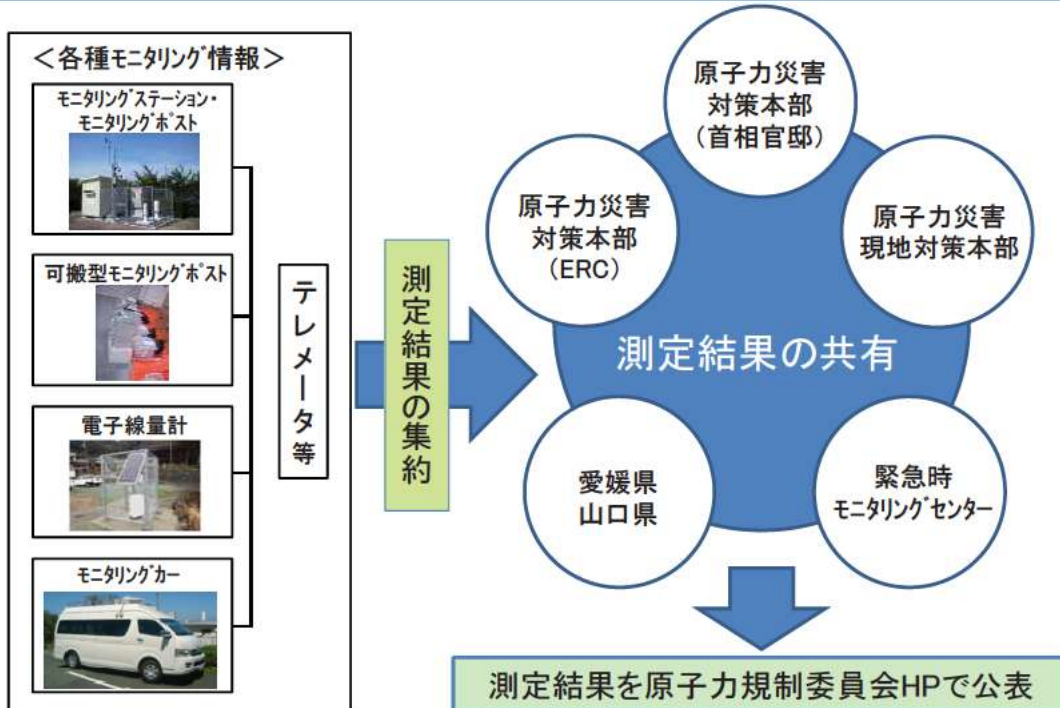 ＜各種ﾓﾆﾀﾘﾝｸﾞ情報＞
ﾓﾆﾀﾘﾝｸﾞｽﾃｰｼｮﾝ・
ﾓﾆﾀﾘﾝｸﾞﾎﾟｽﾄ
可搬型ﾓﾆﾀﾘﾝｸﾞﾎﾟｽﾄ
電子線量計
ﾓﾆﾀﾘﾝｸﾞｶｰ
テレメータ等
測定結果の集約
原子力災害
対策本部
（首相官邸）
原子力災害
対策本部
（ERC）
原子力災害
現地対策本部
測定結果の共有
愛媛県
山口県
緊急時
ﾓﾆﾀﾘﾝｸﾞｾﾝﾀｰ
測定結果を原子力規制委員会HPで公表